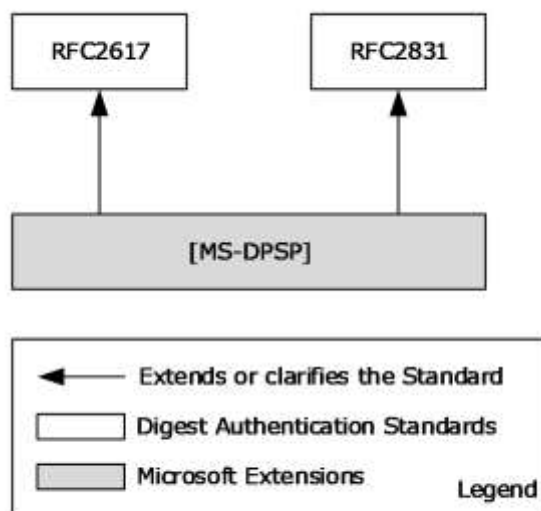 RFC2617
RFC2831
[MS-DPSP]
Extends or clarifies the Standard
Digest Authentication Standards
Microsoft Extensions
Legend